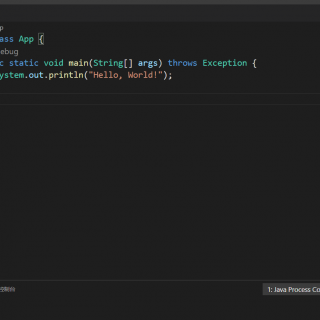 ass App {
ebug
c static void main(String[] args) throws Exception {
ystem.out.println("Hello, World!");
1: Java Process Co